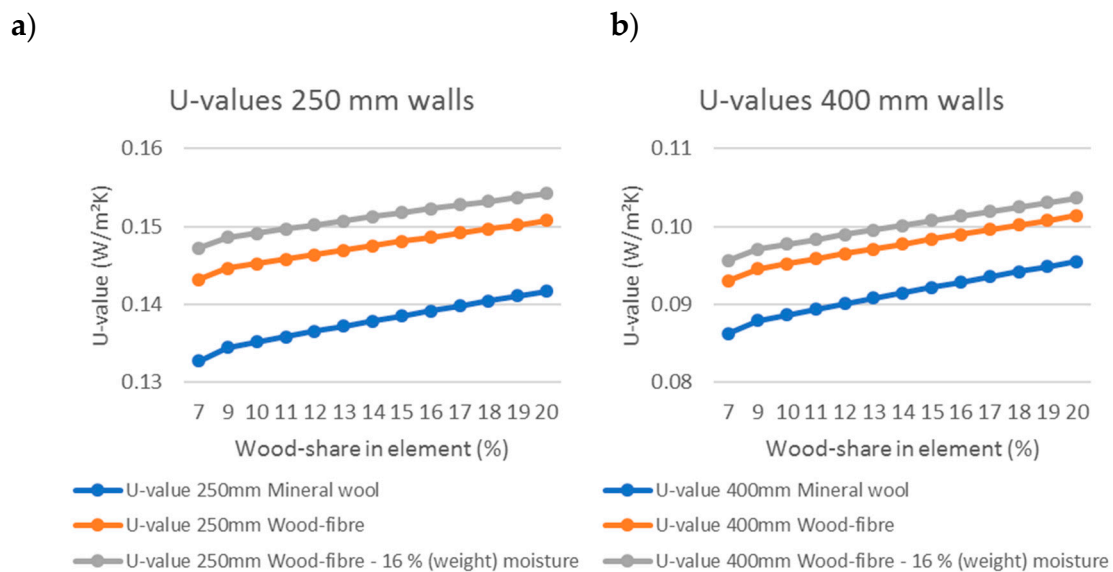 a)
U-values 250 mm walls
U-value (W/m²K)
0.16
0.15
0.14
0.13
7 9 10 11 12 13 14 15 16 17 18 19 20
Wood-share in element (%)
U-value 250mm Mineral wool
U-value 250mm Wood-fibre
U-value 250mm Wood-fibre - 16 % (weight) moisture
b)
U-values 400 mm walls
U-value (W/m²K)
0.11
0.10
0.09
0.08
7 9 10 11 12 13 14 15 16 17 18 19 20
Wood-share in element (%)
U-value 400mm Mineral wool
U-value 400mm Wood-fibre
U-value 400mm Wood-fibre - 16 % (weight) moisture